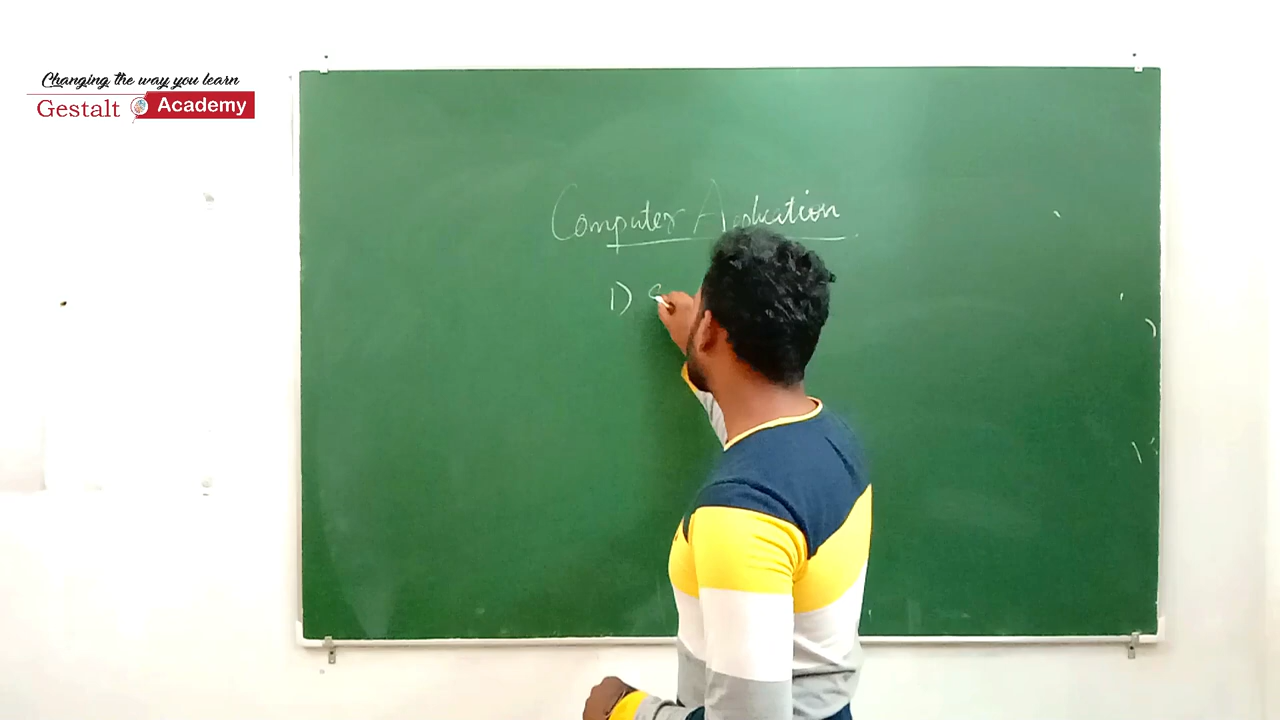 Changing the way you learn
Gestalt Academy
Computer Application
1) S